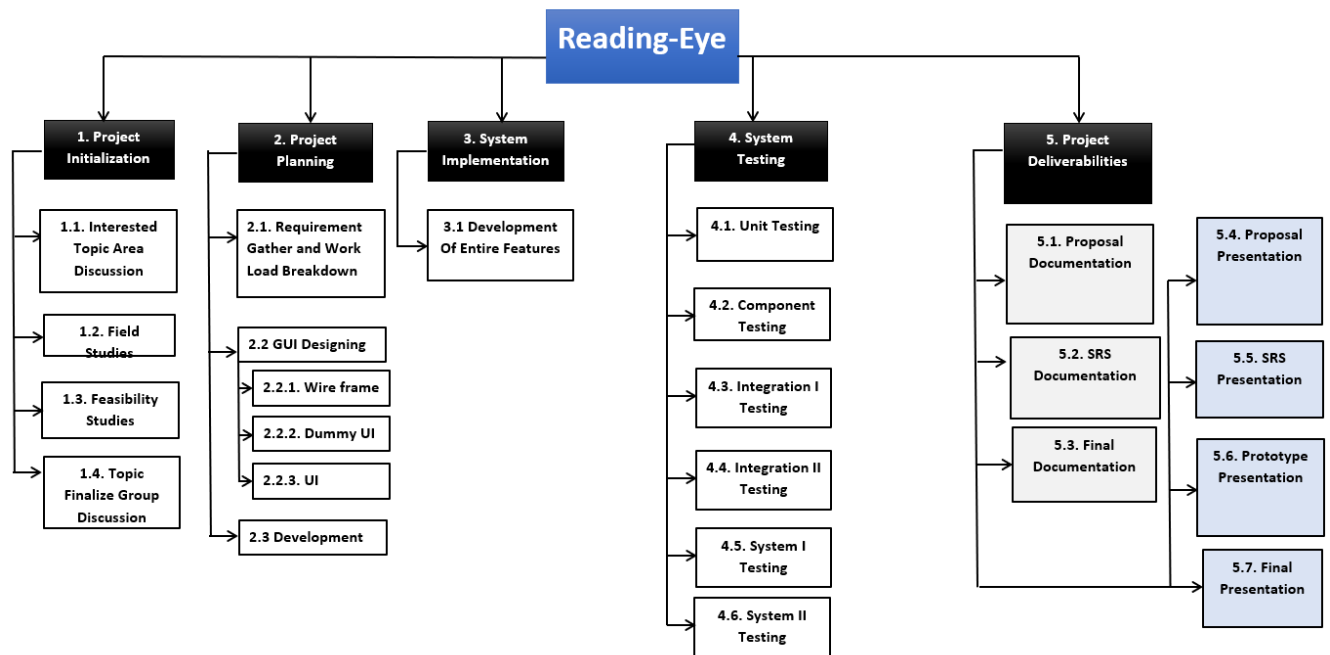 Reading-Eye
1. Project
Initialization
1.1. Interested
Topic Area
Discussion
1.2. Field
Studies
1.3. Feasibility
Studies
1.4. Topic
Finalize Group
Discussion
2. Project
Planning
2.1. Requirement
Gather and Work
Load Breakdown
2.2 GUI Designing
2.2.1. Wire frame
2.2.2. Dummy UI
2.2.3. UI
2.3 Development
3. System
Implementation
3.1 Development
Of Entire Features
4. System
Testing
4.1. Unit Testing
4.2. Component
Testing
4.3. Integration I
Testing
4.4. Integration II
Testing
4.5. System I
Testing
4.6. System II
Testing
5. Project
Deliverabilities
5.1. Proposal
Documentation
5.2. SRS
Documentation
5.3. Final
Documentation
5.4. Proposal
Presentation
5.5. SRS
Presentation
5.6. Prototype
Presentation
5.7. Final
Presentation